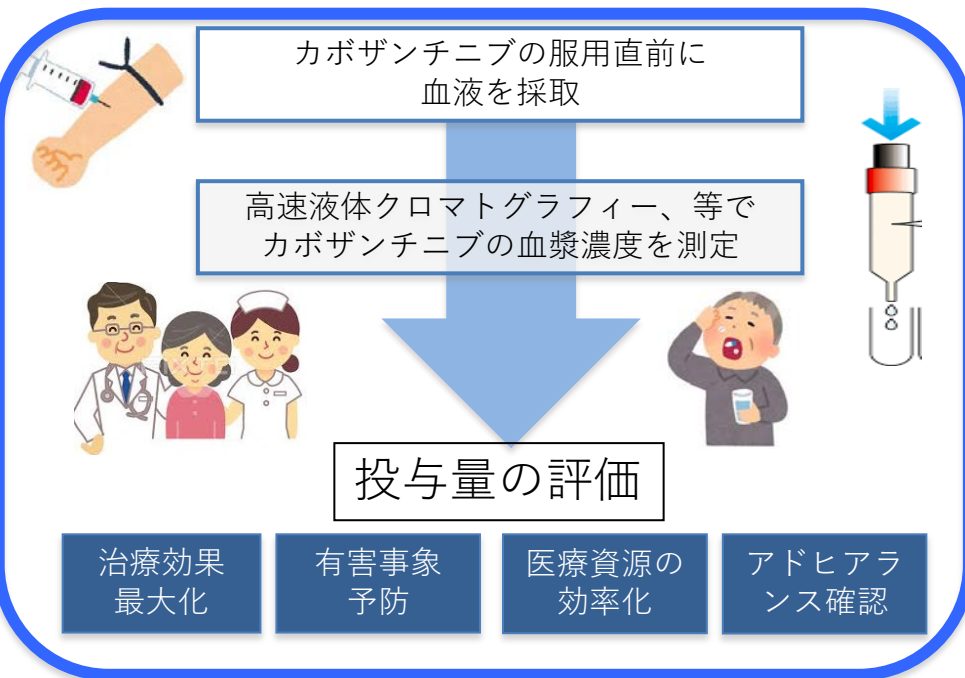 カボザンチニブの服用直前に
血液を採取
高速液体クロマトグラフィー、等で
カボザンチニブの血漿濃度を測定
投与量の評価
治療効果
最大化
有害事象
予防
医療資源の
効率化
アドヒアラ
ンス確認